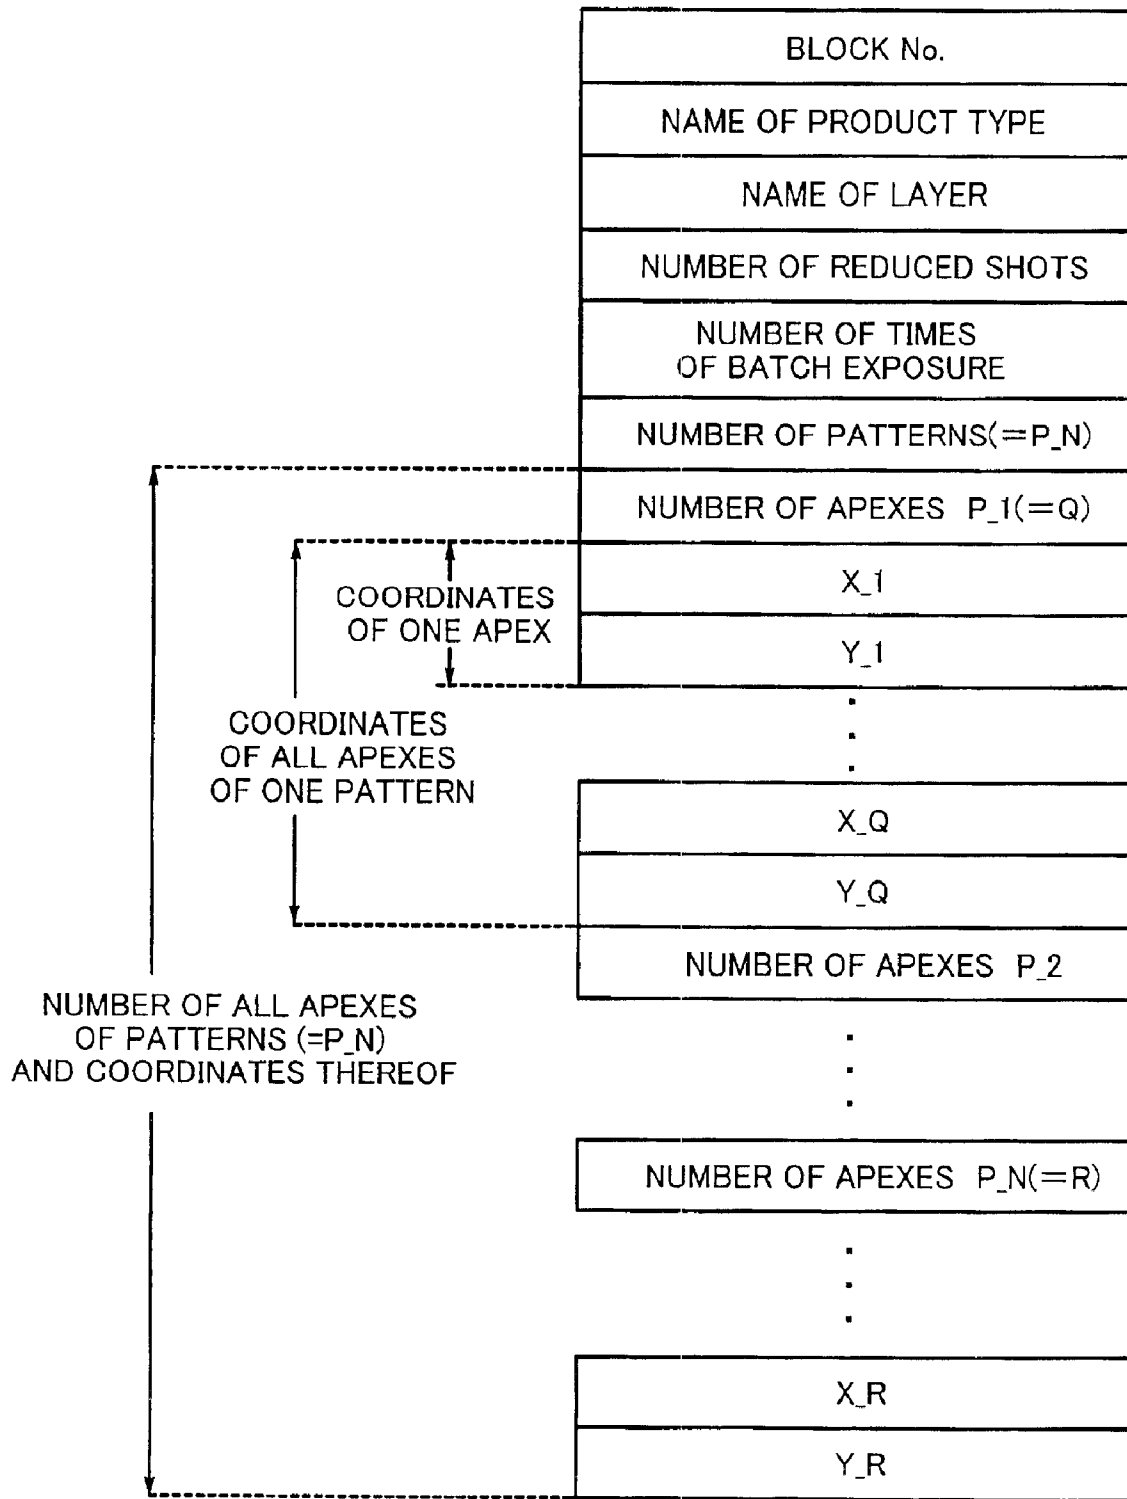 BLOCK No.
NAME OF PRODUCT TYPE
NAME OF LAYER
NUMBER OF REDUCED SHOTS
NUMBER OF TIMES
OF BATCH EXPOSURE
NUMBER OF PATTERNS(=P_N)
NUMBER OF APEXES P_1(=Q)
X_1
COORDINATES
OF ONE APEX
Y_1
COORDINATES
OF ALL APEXES
OF ONE PATTERN
X_Q
Y_Q
NUMBER OF APEXES P_2
NUMBER OF ALL APEXES
OF PATTERNS (=P_N)
AND COORDINATES THEREOF
NUMBER OF APEXES P_N(=R)
X_R
Y_R